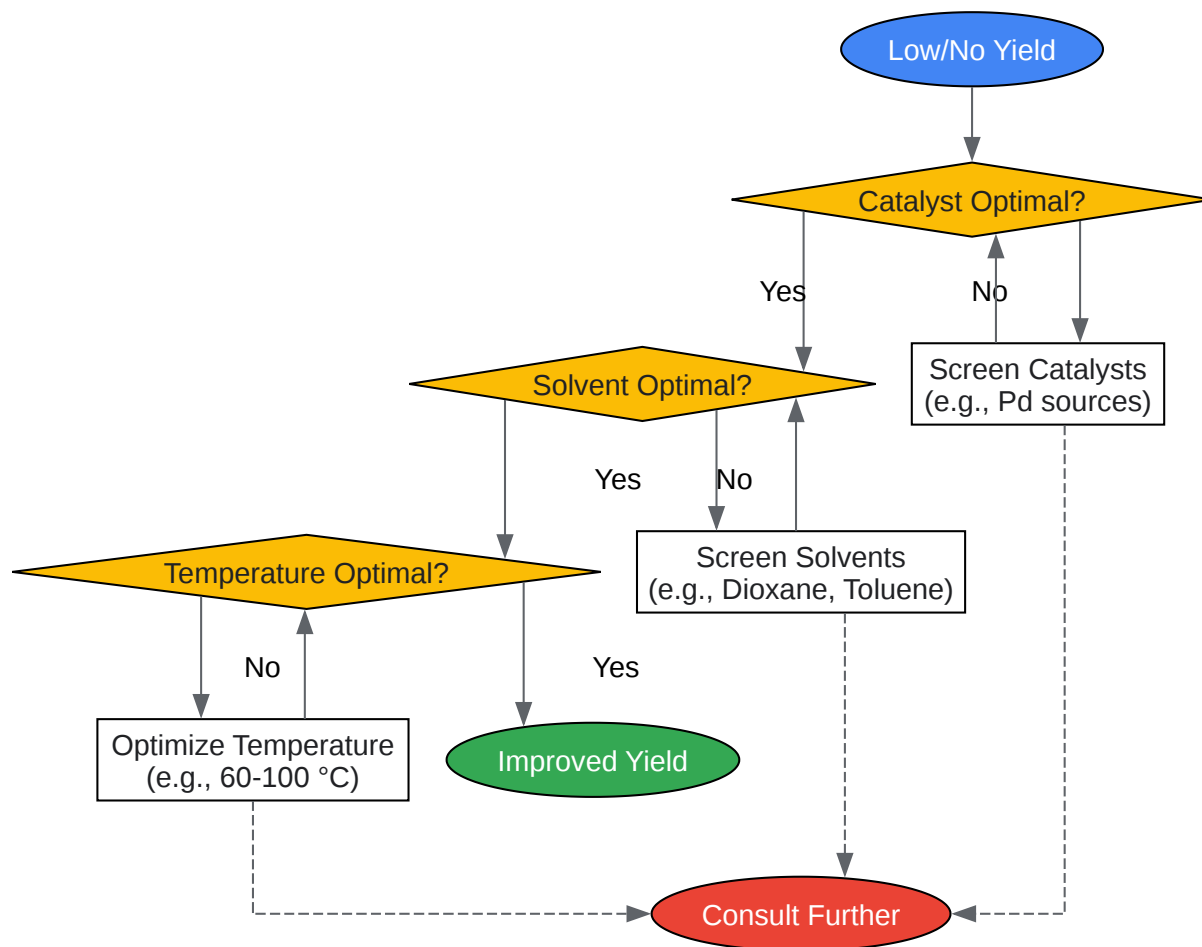 Low/No Yield
Catalyst Optimal?
Yes
No
Screen Catalysts
(e.g., Pd sources)
Solvent Optimal?
Yes
No
Screen Solvents
(e.g., Dioxane, Toluene)
Temperature Optimal?
No
Yes
Optimize Temperature
(e.g., 60-100 °C)
Improved Yield
Consult Further